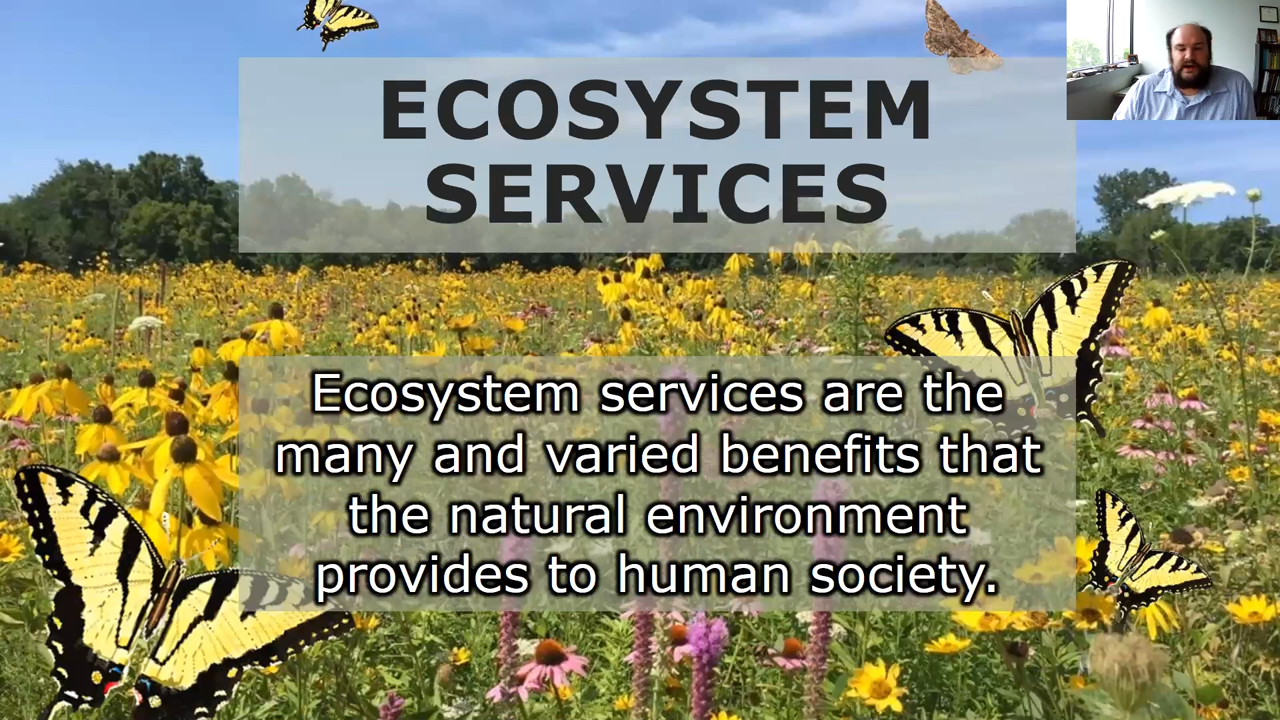 ECOSYSTEM
SERVICES
Ecosystem services are the
many and varied benefits that
the natural environment
provides to human society.